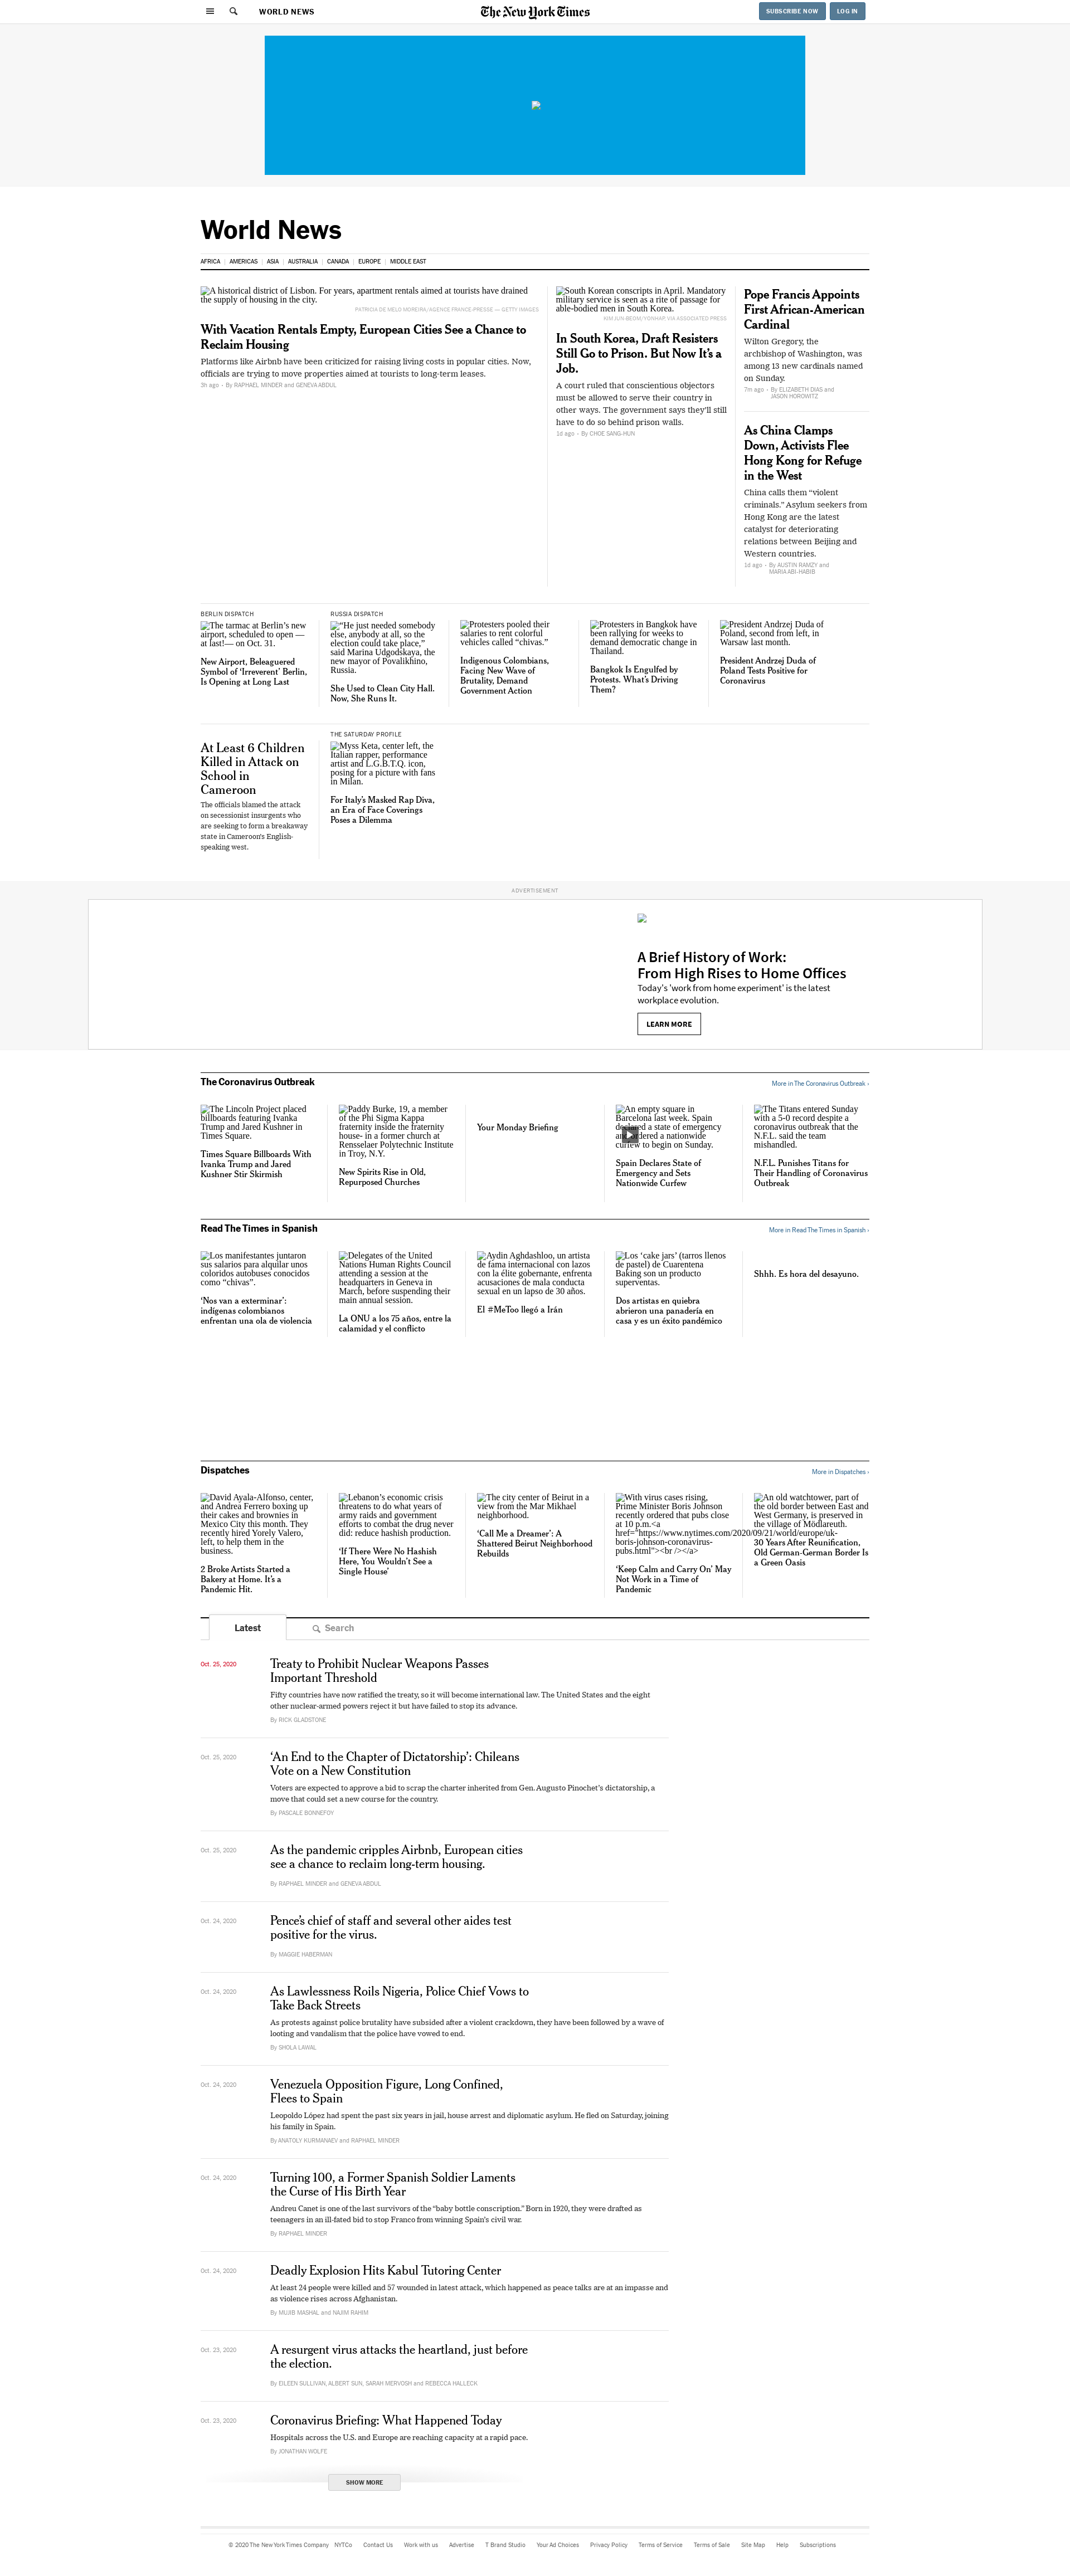 WORLD NEWS
The New York Times
SUBSCRIBE NOW
LOG IN
World News
AFRICA
AMERICAS
ASIA
AUSTRALIA
CANADA
EUROPE
MIDDLE EAST
A historical district of Lisbon. For years, apartment rentals aimed at tourists have drained
the supply of housing in the city.
PATRICIA DE MELO MOREIRA/AGENCE FRANCE-PRESSE — GETTY IMAGES
With Vacation Rentals Empty, European Cities See a Chance to
Reclaim Housing
Platforms like Airbnb have been criticized for raising living costs in popular cities. Now,
officials are trying to move properties aimed at tourists to long-term leases.
3h ago • By RAPHAEL MINDER and GENEVA ABDUL
South Korean conscripts in April. Mandatory
military service is seen as a rite of passage for
able-bodied men in South Korea.
KIM JUN-BEOM/YONHAP, VIA ASSOCIATED PRESS
In South Korea, Draft Resisters
Still Go to Prison. But Now It’s a
Job.
A court ruled that conscientious objectors
must be allowed to serve their country in
other ways. The government says they’ll still
have to do so behind prison walls.
1d ago • By CHOE SANG-HUN
Pope Francis Appoints
First African-American
Cardinal
Wilton Gregory, the
archbishop of Washington, was
among 13 new cardinals named
on Sunday.
7m ago • By ELIZABETH DIAS and
JASON HOROWITZ
As China Clamps
Down, Activists Flee
Hong Kong for Refuge
in the West
China calls them “violent
criminals.” Asylum seekers from
Hong Kong are the latest
catalyst for deteriorating
relations between Beijing and
Western countries.
1d ago • By AUSTIN RAMZY and
MARIA ABI-HABIB
BERLIN DISPATCH
The tarmac at Berlin’s new
airport, scheduled to open —
at last!— on Oct. 31.
New Airport, Beleaguered
Symbol of ‘Irreverent’ Berlin,
Is Opening at Long Last
RUSSIA DISPATCH
“He just needed somebody
else, anybody at all, so the
election could take place,”
said Marina Udgodskaya, the
new mayor of Povalikhino,
Russia.
She Used to Clean City Hall.
Now, She Runs It.
Protesters pooled their
salaries to rent colorful
vehicles called “chivas.”
Indigenous Colombians,
Facing New Wave of
Brutality, Demand
Government Action
Protesters in Bangkok have
been rallying for weeks to
demand democratic change in
Thailand.
Bangkok Is Engulfed by
Protests. What’s Driving
Them?
President Andrzej Duda of
Poland, second from left, in
Warsaw last month.
President Andrzej Duda of
Poland Tests Positive for
Coronavirus
At Least 6 Children
Killed in Attack on
School in
Cameroon
The officials blamed the attack
on secessionist insurgents who
are seeking to form a breakaway
state in Cameroon’s English-
speaking west.
THE SATURDAY PROFILE
Myss Keta, center left, the
Italian rapper, performance
artist and L.G.B.T.Q. icon,
posing for a picture with fans
in Milan.
For Italy’s Masked Rap Diva,
an Era of Face Coverings
Poses a Dilemma
ADVERTISEMENT
A Brief History of Work:
From High Rises to Home Offices
Today's 'work from home experiment' is the latest
workplace evolution.
LEARN MORE
The Coronavirus Outbreak
More in The Coronavirus Outbreak ›
The Lincoln Project placed
billboards featuring Ivanka
Trump and Jared Kushner in
Times Square.
Times Square Billboards With
Ivanka Trump and Jared
Kushner Stir Skirmish
Paddy Burke, 19, a member
of the Phi Sigma Kappa
fraternity inside the fraternity
house- in a former church at
Rensselaer Polytechnic Institute
in Troy, N.Y.
New Spirits Rise in Old,
Repurposed Churches
Your Monday Briefing
An empty square in
Barcelona last week. Spain
a state of emergency
a nationwide
curfew to begin on Sunday.
Spain Declares State of
Emergency and Sets
Nationwide Curfew
The Titans entered Sunday
with a 5-0 record despite a
coronavirus outbreak that the
N.F.L. said the team
mishandled.
N.F.L. Punishes Titans for
Their Handling of Coronavirus
Outbreak
Read The Times in Spanish
More in Read The Times in Spanish ›
Los manifestantes juntaron
sus salarios para alquilar unos
coloridos autobuses conocidos
como “chivas”.
‘Nos van a exterminar’:
indígenas colombianos
enfrentan una ola de violencia
Delegates of the United
Nations Human Rights Council
attending a session at the
headquarters in Geneva in
March, before suspending their
main annual session.
La ONU a los 75 años, entre la
calamidad y el conflicto
Aydin Aghdashloo, un artista
de fama internacional con lazos
con la élite gobernante, enfrenta
acusaciones de mala conducta
sexual en un lapso de 30 años.
El #MeToo llegó a Irán
Los ‘cake jars’ (tarros llenos
de pastel) de Cuarentena
Baking son un producto
superventas.
Dos artistas en quiebra
abrieron una panadería en
casa y es un éxito pandémico
Shhh. Es hora del desayuno.
Dispatches
More in Dispatches ›
David Ayala-Alfonso, center,
and Andrea Ferrero boxing up
their cakes and brownies in
Mexico City this month. They
recently hired Yorely Valero,
left, to help them in the
business.
2 Broke Artists Started a
Bakery at Home. It’s a
Pandemic Hit.
Lebanon’s economic crisis
threatens to do what years of
army raids and government
efforts to combat the drug never
did: reduce hashish production.
‘If There Were No Hashish
Here, You Wouldn’t See a
Single House’
The city center of Beirut in a
view from the Mar Mikhael
neighborhood.
‘Call Me a Dreamer’: A
Shattered Beirut Neighborhood
Rebuilds
With virus cases rising,
Prime Minister Boris Johnson
recently ordered that pubs close
at 10 p.m.<a
href="https://www.nytimes.com/2020/09/21/world/europe/uk-
boris-johnson-coronavirus-
pubs.html"><br /></a>
‘Keep Calm and Carry On’ May
Not Work in a Time of
Pandemic
An old watchtower, part of
the old border between East and
West Germany, is preserved in
the village of Mödlareuth.
30 Years After Reunification,
Old German-German Border Is
a Green Oasis
Latest
Search
Oct. 25, 2020
Treaty to Prohibit Nuclear Weapons Passes
Important Threshold
Fifty countries have now ratified the treaty, so it will become international law. The United States and the eight
other nuclear-armed powers reject it but have failed to stop its advance.
By RICK GLADSTONE
Oct. 25, 2020
‘An End to the Chapter of Dictatorship’: Chileans
Vote on a New Constitution
Voters are expected to approve a bid to scrap the charter inherited from Gen. Augusto Pinochet’s dictatorship, a
move that could set a new course for the country.
By PASCALE BONNEFOY
Oct. 25, 2020
As the pandemic cripples Airbnb, European cities
see a chance to reclaim long-term housing.
By RAPHAEL MINDER and GENEVA ABDUL
Oct. 24, 2020
Pence’s chief of staff and several other aides test
positive for the virus.
By MAGGIE HABERMAN
Oct. 24, 2020
As Lawlessness Roils Nigeria, Police Chief Vows to
Take Back Streets
As protests against police brutality have subsided after a violent crackdown, they have been followed by a wave of
looting and vandalism that the police have vowed to end.
By SHOLA LAWAL
Oct. 24, 2020
Venezuela Opposition Figure, Long Confined,
Flees to Spain
Leopoldo López had spent the past six years in jail, house arrest and diplomatic asylum. He fled on Saturday, joining
his family in Spain.
By ANATOLY KURMANAEV and RAPHAEL MINDER
Oct. 24, 2020
Turning 100, a Former Spanish Soldier Laments
the Curse of His Birth Year
Andreu Canet is one of the last survivors of the “baby bottle conscription.” Born in 1920, they were drafted as
teenagers in an ill-fated bid to stop Franco from winning Spain’s civil war.
By RAPHAEL MINDER
Oct. 24, 2020
Deadly Explosion Hits Kabul Tutoring Center
At least 24 people were killed and 57 wounded in latest attack, which happened as peace talks are at an impasse and
as violence rises across Afghanistan.
By MUJIB MASHAL and NAJIM RAHIM
Oct. 23, 2020
A resurgent virus attacks the heartland, just before
the election.
By EILEEN SULLIVAN, ALBERT SUN, SARAH MERVOSH and REBECCA HALLECK
Oct. 23, 2020
Coronavirus Briefing: What Happened Today
Hospitals across the U.S. and Europe are reaching capacity at a rapid pace.
By JONATHAN WOLFE
SHOW MORE
© 2020 The New York Times Company
NYTCo
Contact Us
Work with us
Advertise
T Brand Studio
Your Ad Choices
Privacy Policy
Terms of Service
Terms of Sale
Site Map
Help
Subscriptions